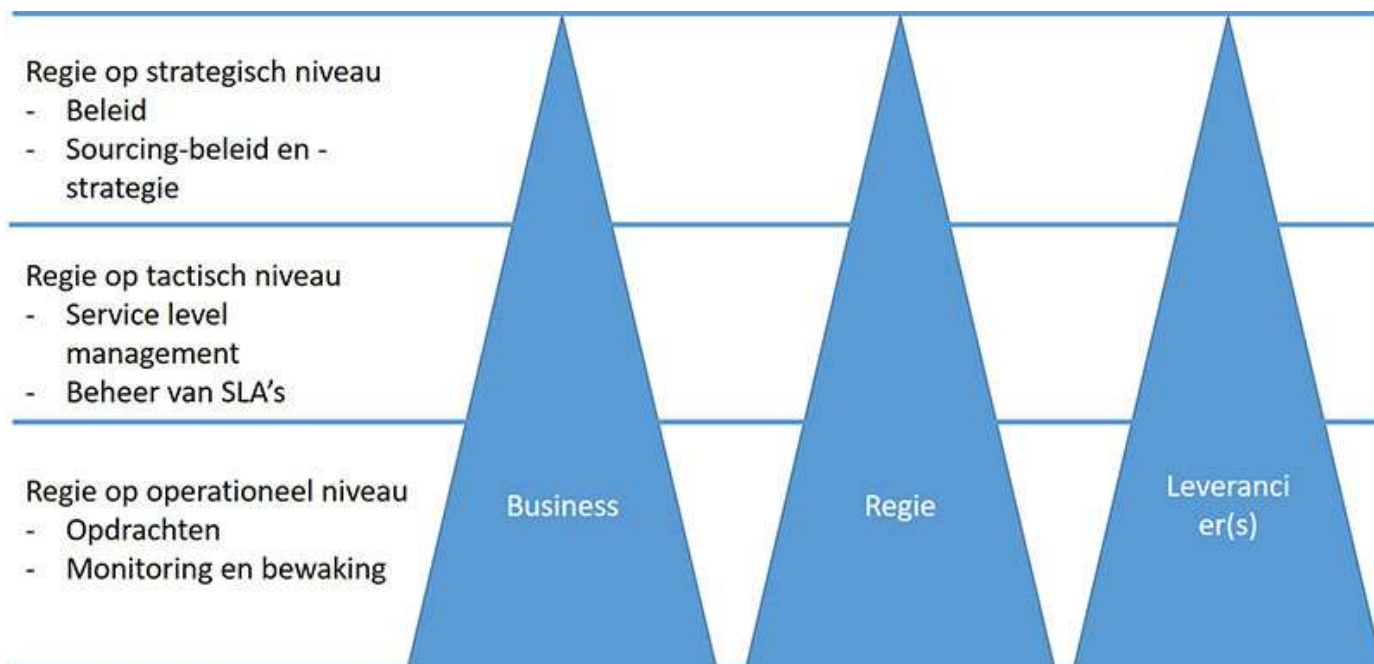 Regie op strategisch niveau
- Beleid
- Sourcing-beleid en -
strategie
Regie op tactisch niveau
- Service level
management
- Beheer van SLA's
Regie op operationeel niveau
- Opdrachten
- Monitoring en bewaking
Business
Regie
Leveranci
er(s)